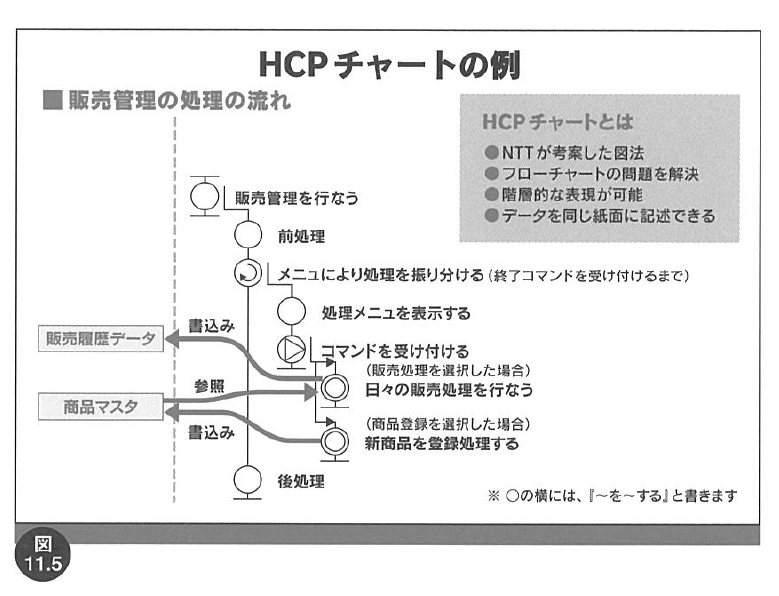 HCPチャートの例
■ 販売管理の処理の流れ
HCPチャートとは
●NTTが考案した図法
●フローチャートの問題を解決
●階層的な表現が可能
●データを同じ紙面に記述できる
販売管理を行なう
前処理
メニュにより処理を振り分ける(終了コマンドを受け付けるまで)
処理メニュを表示する
販売履歴データ
書込み
コマンドを受け付ける
(販売処理を選択した場合)
日々の販売処理を行なう
参照
商品マスタ
書込み
(商品登録を選択した場合)
新商品を登録処理する
後処理
※ ○の横には、『~を~する』と書きます
図
11.5